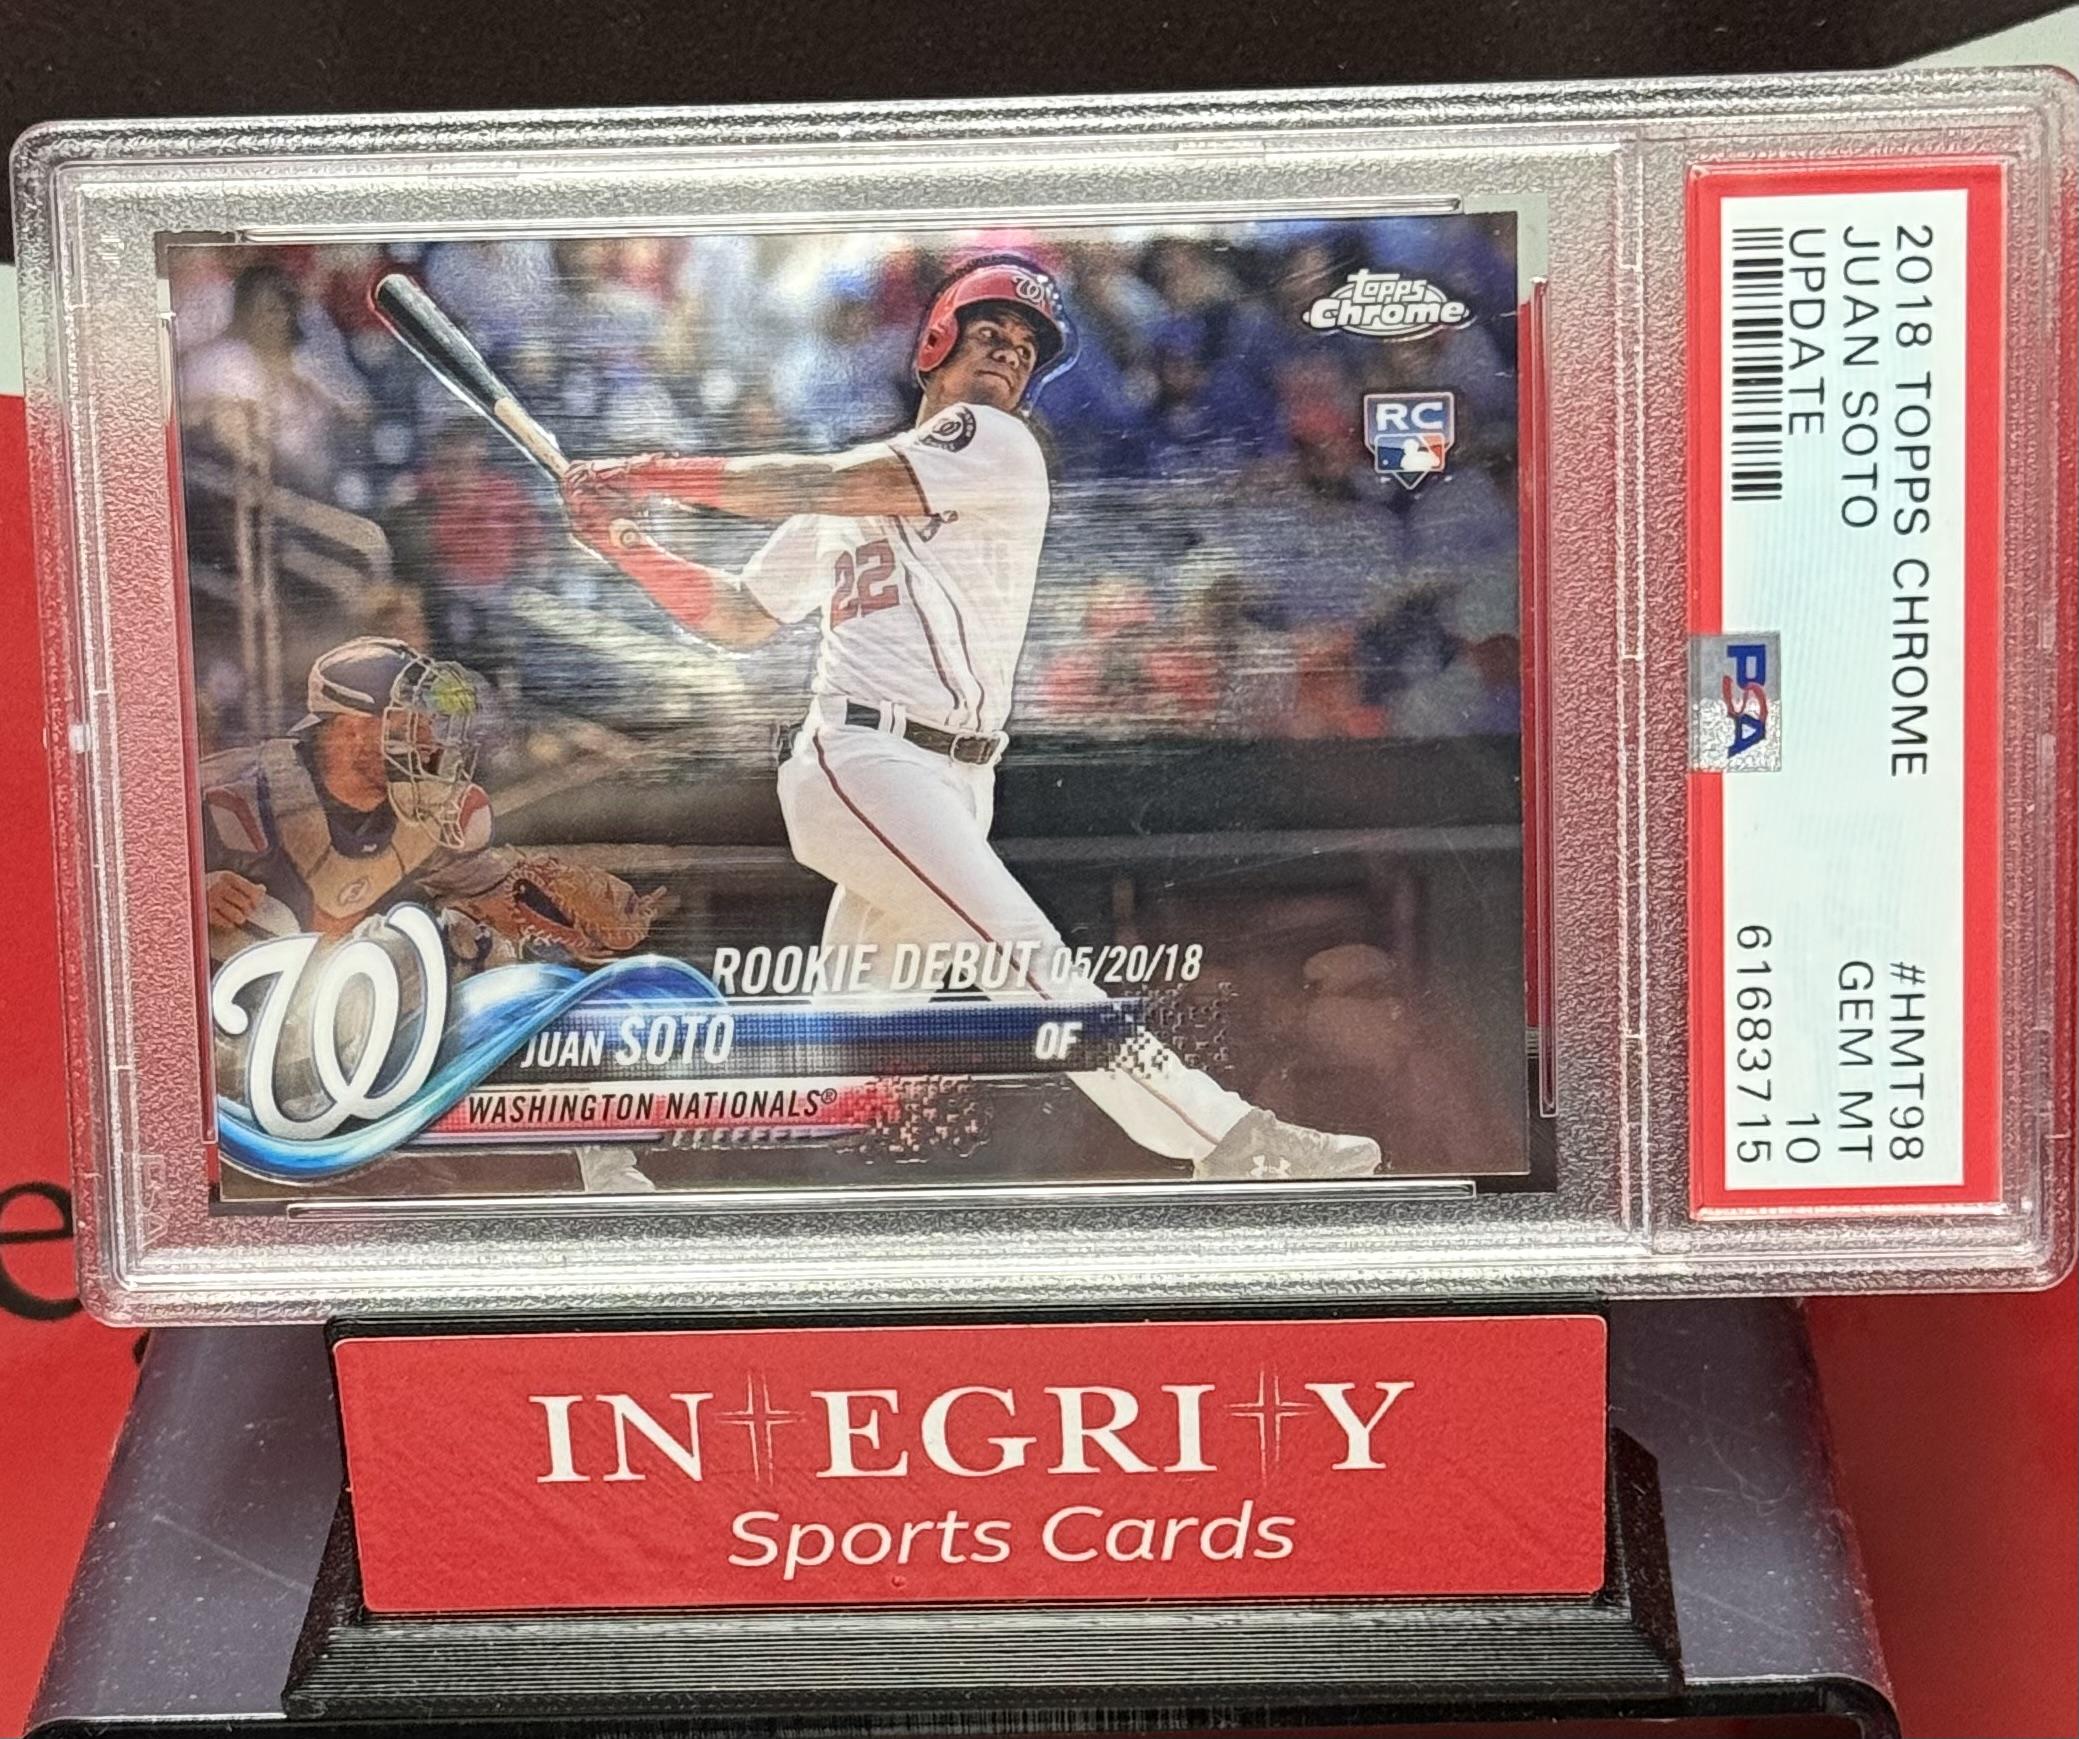 Topps
Chrome
RC
22
ROOKIE DEBUT 05/20/18
JUAN SOTO OF
WASHINGTON NATIONALS®
2018 TOPPS CHROME #HMT98
JUAN SOTO GEM MT
UPDATE 10
61683715
PSA
INTEGRITY
Sports Cards
e